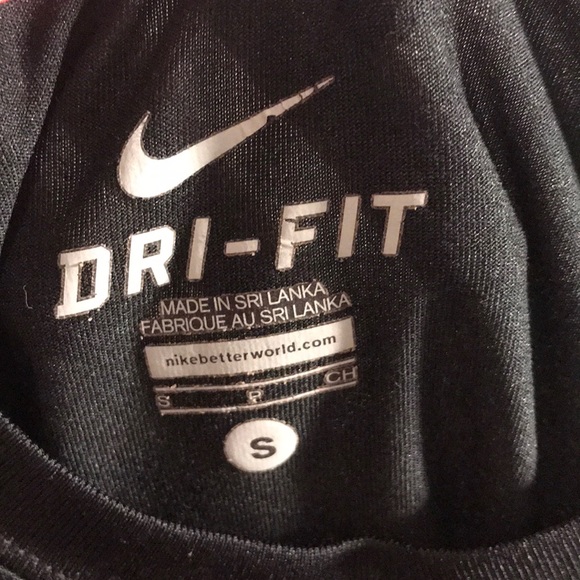 DRI-FIT
MADE IN SRI LANKA
FABRIQUE AU SRI LANKA
nikebetterworld.com
S P CH
S